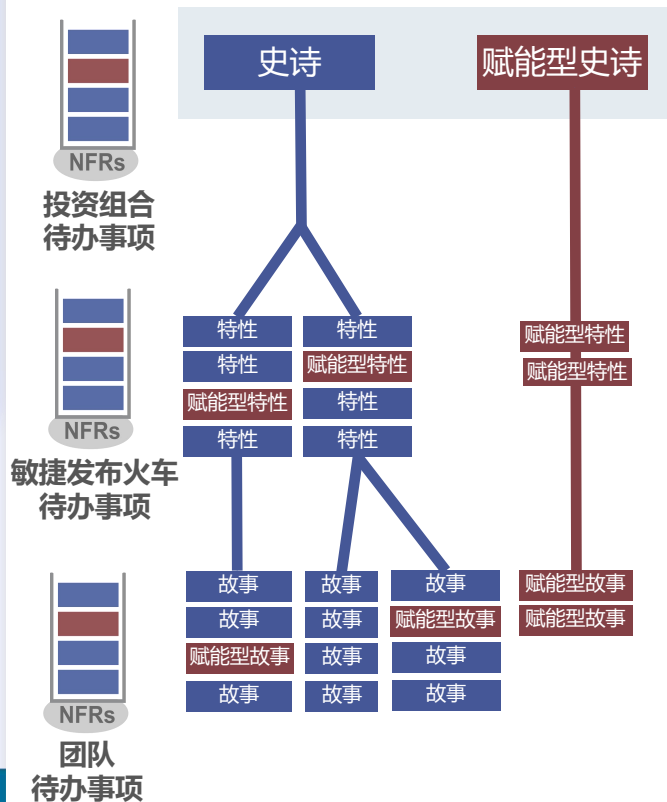 史诗
赋能型史诗
NFRs
投资组合
待办事项
特性
特性
赋能型特性
特性
特性
赋能型特性
特性
特性
赋能型特性
赋能型特性
NFRs
敏捷发布火车
待办事项
故事
故事
赋能型故事
故事
故事
故事
故事
故事
故事
赋能型故事
故事
故事
赋能型故事
赋能型故事
NFRs
团队
待办事项